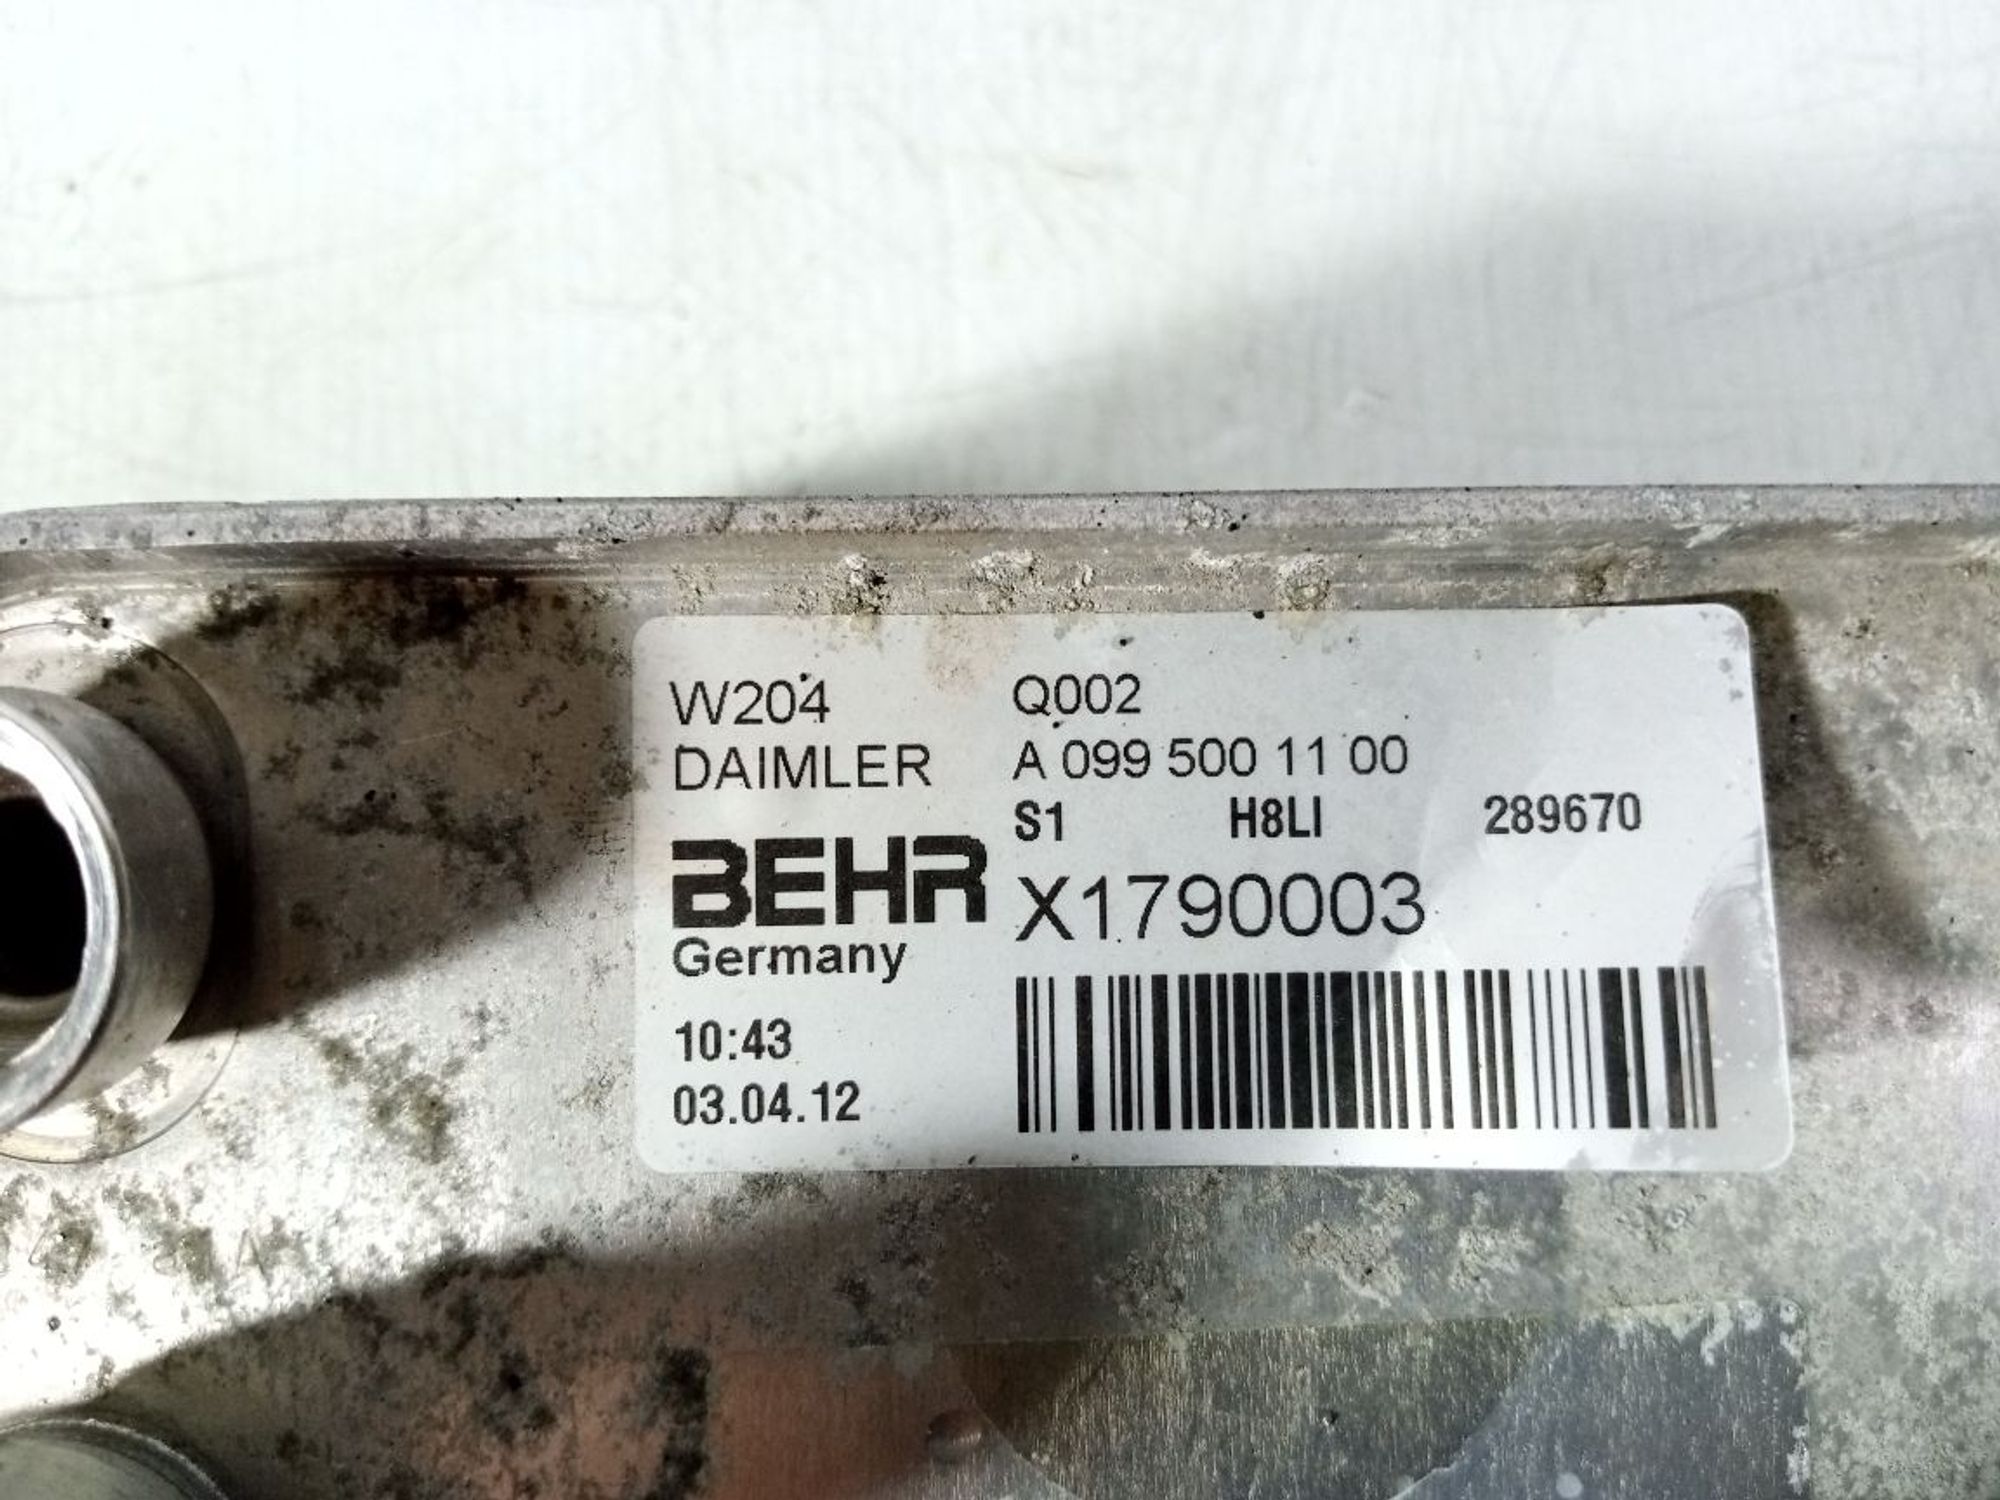 W204 Q002
DAIMLER A 099 500 11 00
S1 H8LI 289670
BEHR X1790003
Germany
10:43
03.04.12